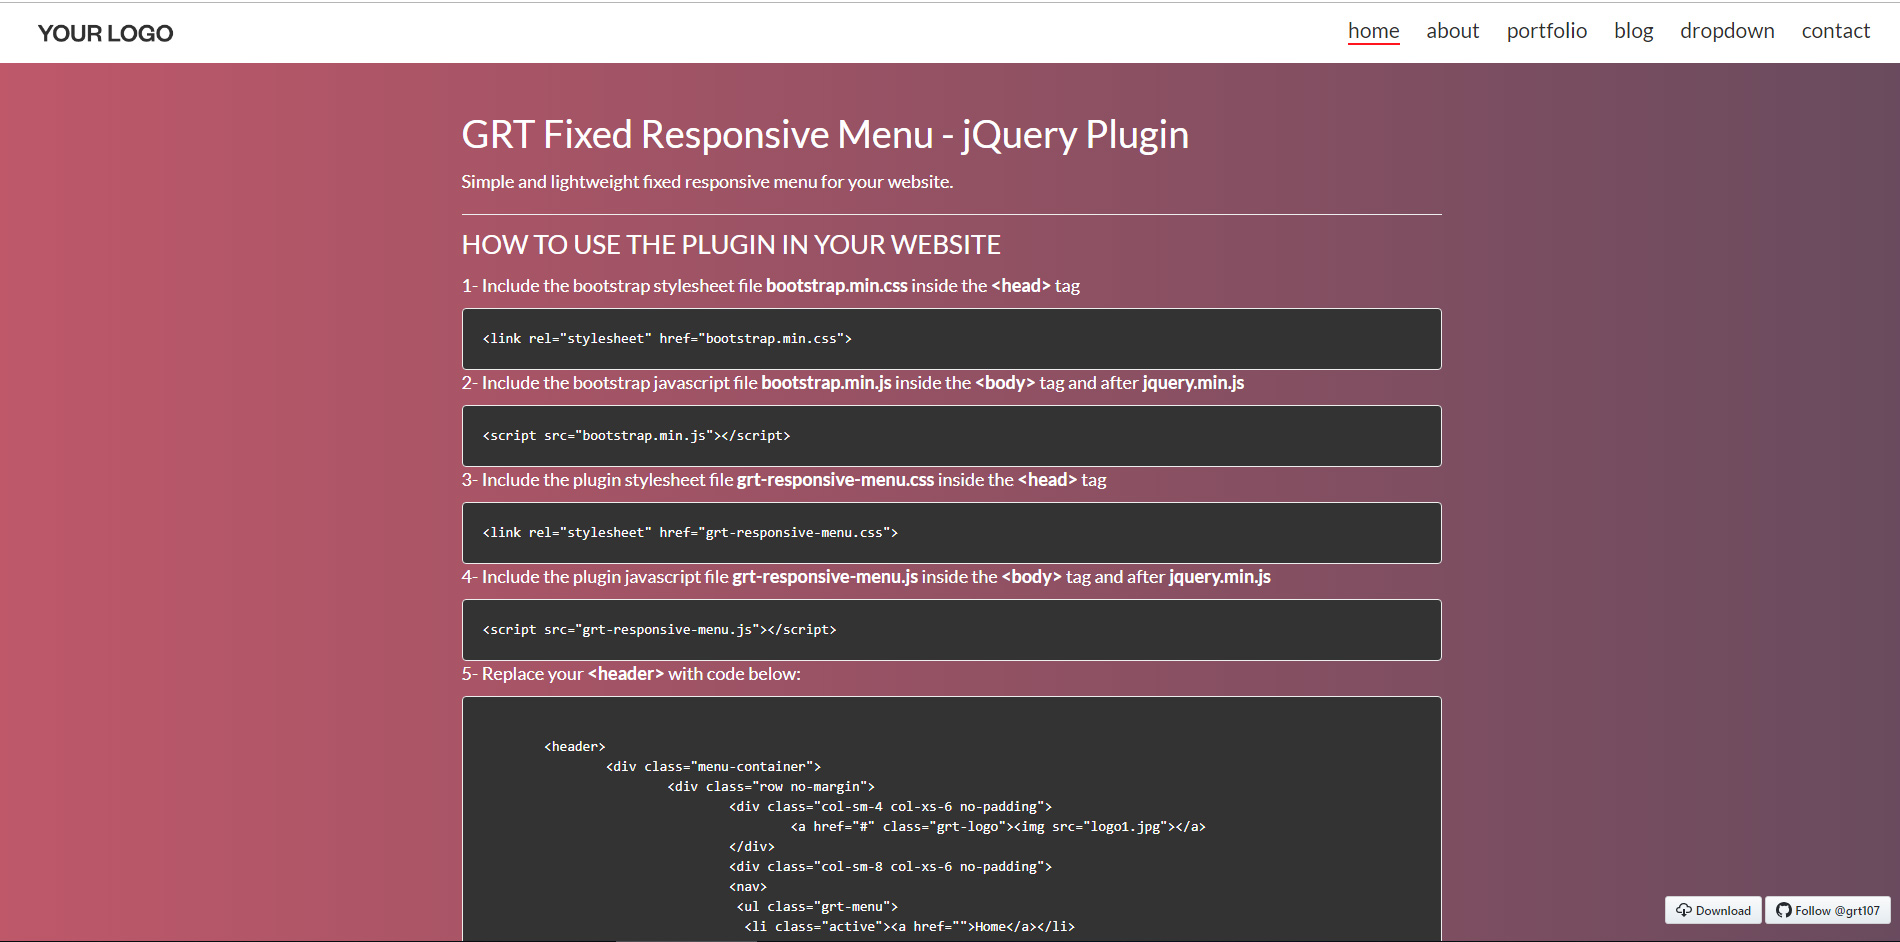 YOUR LOGO
home about portfolio blog dropdown contact
GRT Fixed Responsive Menu - jQuery Plugin
Simple and lightweight fixed responsive menu for your website.
HOW TO USE THE PLUGIN IN YOUR WEBSITE
1- Include the bootstrap stylesheet file bootstrap.min.css inside the <head> tag
<link rel="stylesheet" href="bootstrap.min.css">
2- Include the bootstrap javascript file bootstrap.min.js inside the <body> tag and after jquery.min.js
<script src="bootstrap.min.js"></script>
3- Include the plugin stylesheet file grt-responsive-menu.css inside the <head> tag
<link rel="stylesheet" href="grt-responsive-menu.css">
4- Include the plugin javascript file grt-responsive-menu.js inside the <body> tag and after jquery.min.js
<script src="grt-responsive-menu.js"></script>
5- Replace your <header> with code below:
<header>
<div class="menu-container">
<div class="row no-margin">
<div class="col-sm-4 col-xs-6 no-padding">
<a href="#" class="grt-logo"><img src="logo1.jpg"></a>
</div>
<div class="col-sm-8 col-xs-6 no-padding">
<nav>
<ul class="grt-menu">
<li class="active"><a href="">Home</a></li>
Download
Follow @grt107